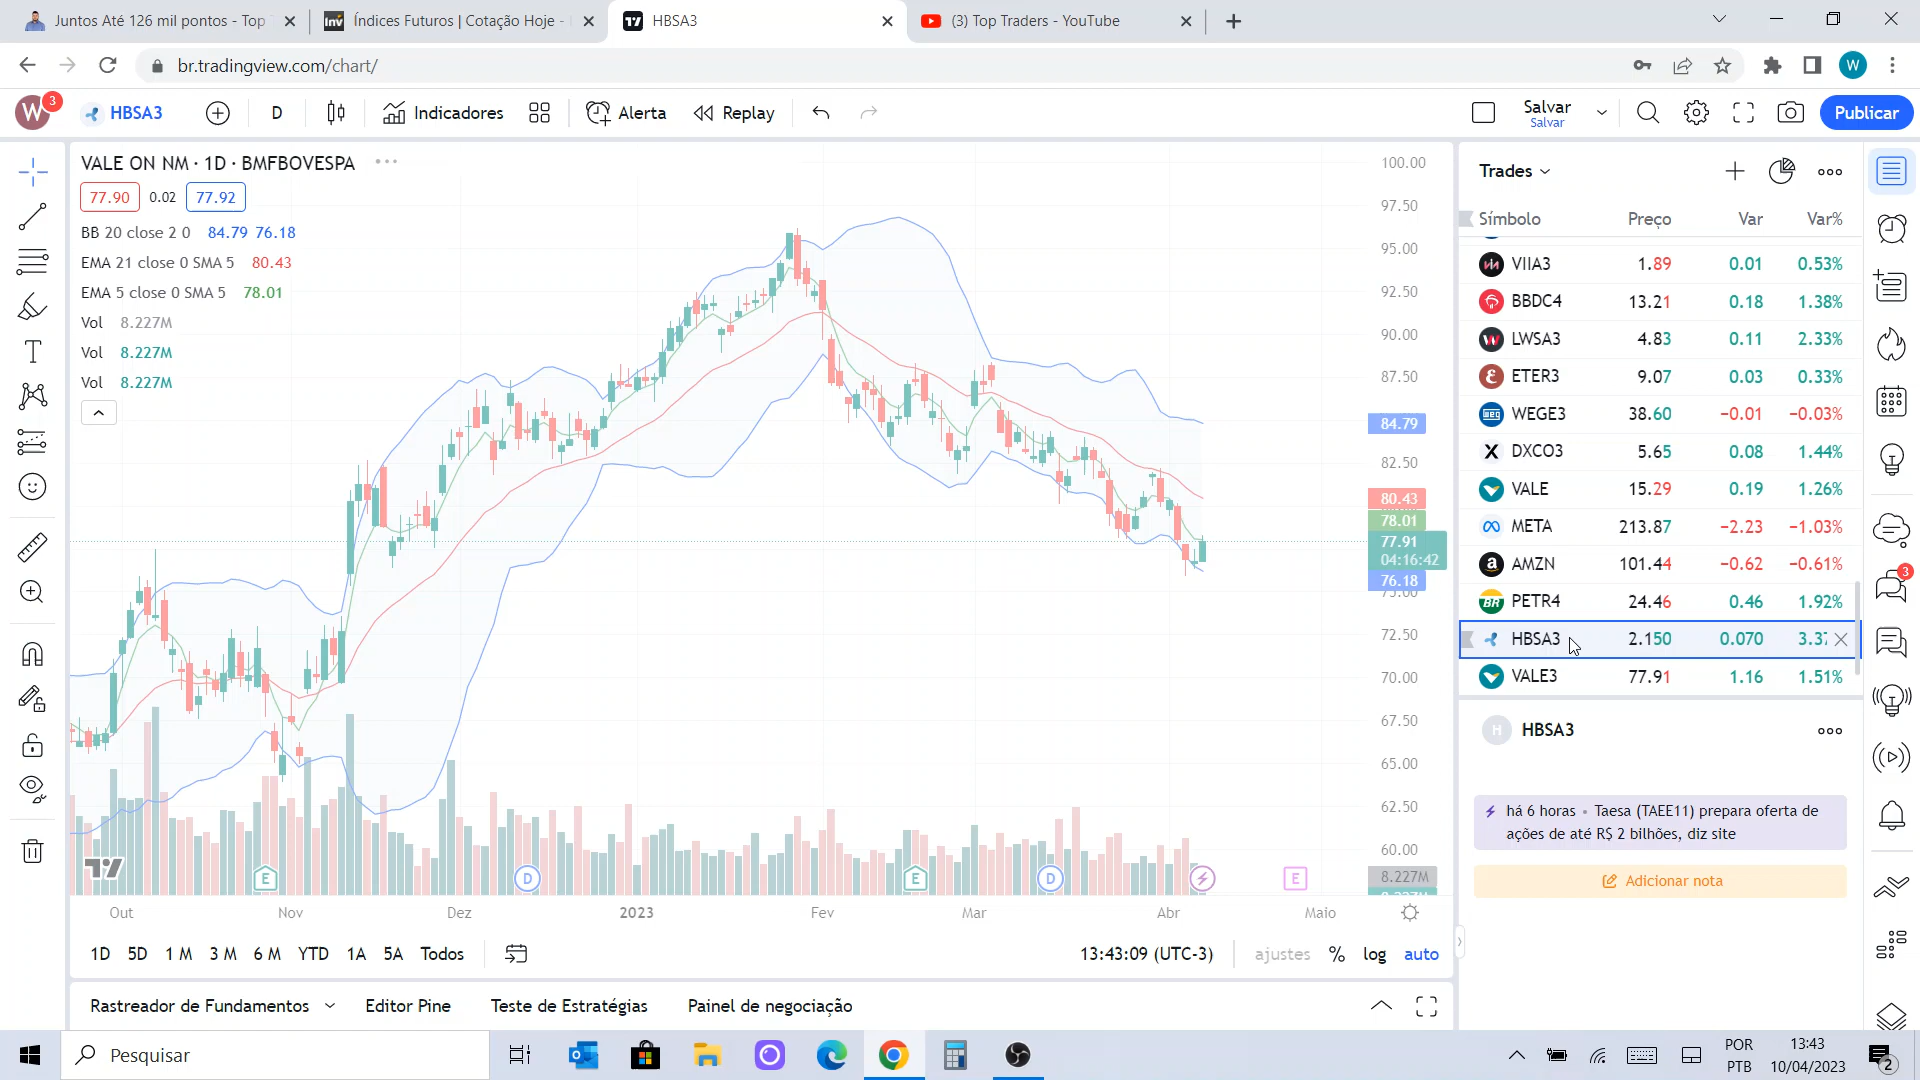 Juntos Até 126 mil pontos - Top
Índices Futuros | Cotação Hoje -
HBSA3
(3) Top Traders - YouTube
br.tradingview.com/chart/
W
W
3
HBSA3
D
Indicadores
Alerta
Replay
Salvar
Salvar
Publicar
VALE ON NM · 1D · BMFBOVESPA
77.90
0.02
77.92
BB 20 close 2 0 84.79 76.18
EMA 21 close 0 SMA 5 80.43
EMA 5 close 0 SMA 5 78.01
Vol 8.227M
Vol 8.227M
Vol 8.227M
100.00
97.50
95.00
92.50
90.00
87.50
84.79
82.50
80.43
78.01
77.91
04:16:42
76.18
75.00
72.50
70.00
67.50
65.00
62.50
60.00
8.227M
E
D
E
D
E
Out
Nov
Dez
2023
Fev
Mar
Abr
Maio
1D 5D 1 M 3 M 6 M YTD 1A 5A Todos
13:43:09 (UTC-3)
ajustes % log auto
Rastreador de Fundamentos
Editor Pine
Teste de Estratégias
Painel de negociação
Trades
Símbolo Preço Var Var%
VIIA3 1.89 0.01 0.53%
BBDC4 13.21 0.18 1.38%
LWSA3 4.83 0.11 2.33%
ETER3 9.07 0.03 0.33%
WEGE3 38.60 −0.01 −0.03%
DXCO3 5.65 0.08 1.44%
VALE 15.29 0.19 1.26%
META 213.87 −2.23 −1.03%
AMZN 101.44 −0.62 −0.61%
PETR4 24.46 0.46 1.92%
HBSA3 2.150 0.070 3.37
VALE3 77.91 1.16 1.51%
H HBSA3
há 6 horas • Taesa (TAEE11) prepara oferta de
ações de até R$ 2 bilhões, diz site
Adicionar nota
3
Pesquisar
POR
PTB
13:43
10/04/2023
2